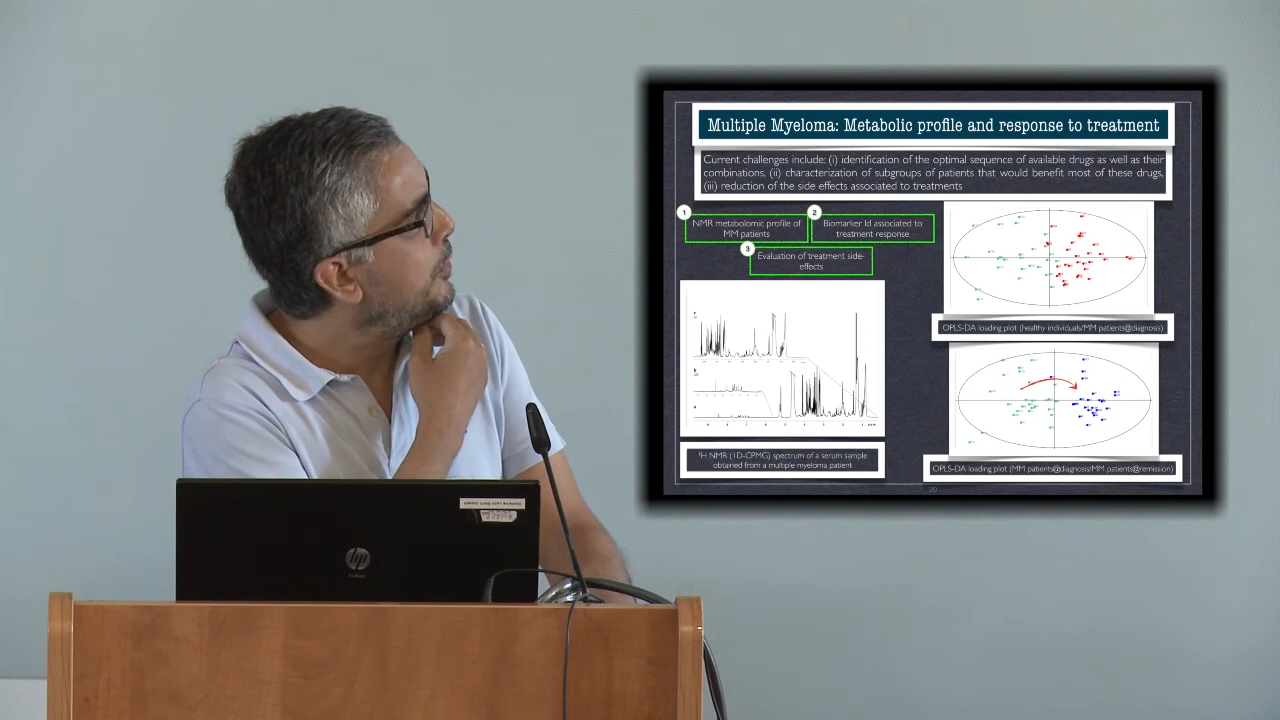 Multiple Myeloma: Metabolic profile and response to treatment
Current challenges include: (i) identification of the optimal sequence of available drugs as well as their
combinations, (ii) characterization of subgroups of patients that would benefit most of these drugs,
(iii) reduction of the side effects associated to treatments
1
NMR metabolomic profile of
MM patients
2
Biomarker Id associated to
treatment response
3
Evaluation of treatment side-
effects
OPLS-DA loading plot (healthy individuals/MM patients@diagnosis)
¹H NMR (1D-CPMG) spectrum of a serum sample
obtained from a multiple myeloma patient
OPLS-DA loading plot (MM patients@diagnosis/MM patients@remission)
20
hp